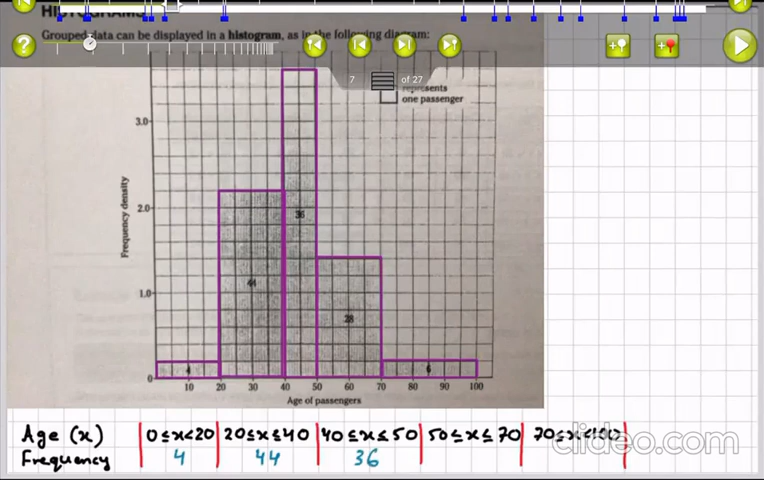 HISTOGRAMS
Grouped data can be displayed in a histogram, as in the following diagram:
7 of 27
represents
one passenger
3.0
2.0
1.0
0
Frequency density
36
44
28
4
6
10 20 30 40 50 60 70 80 90 100
Age of passengers
Age (x) 0≤x<20 20≤x≤40 40≤x≤50 50≤x≤70 70≤x<100
Frequency 4 44 36
clideo.com